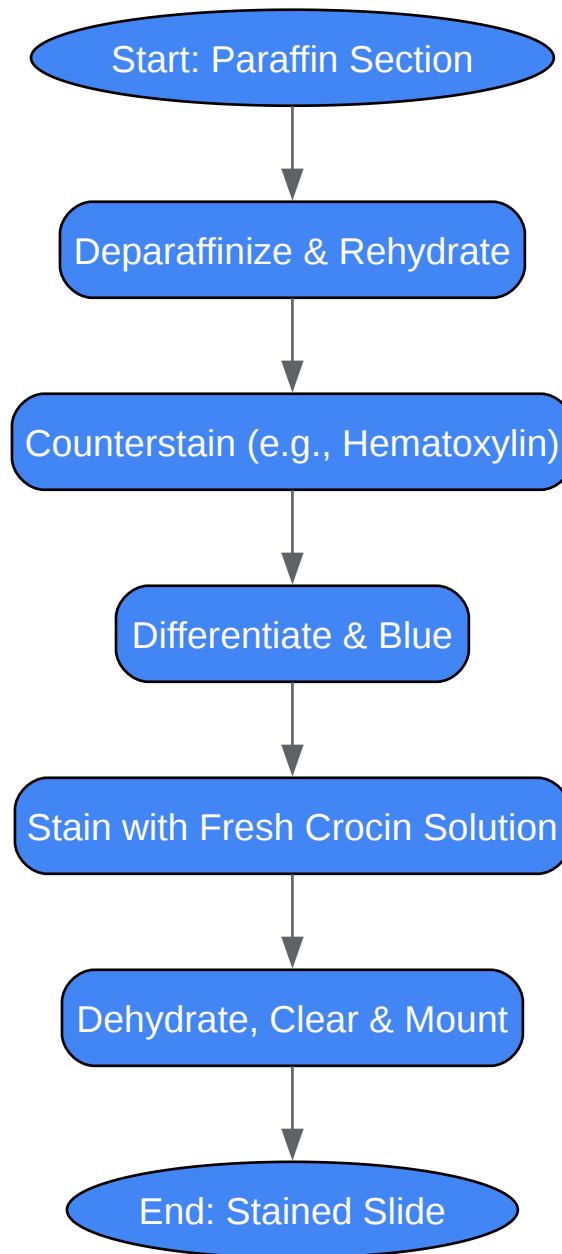 Start: Paraffin Section
Deparaffinize & Rehydrate
Counterstain (e.g., Hematoxylin)
Differentiate & Blue
Stain with Fresh Crocin Solution
Dehydrate, Clear & Mount
End: Stained Slide